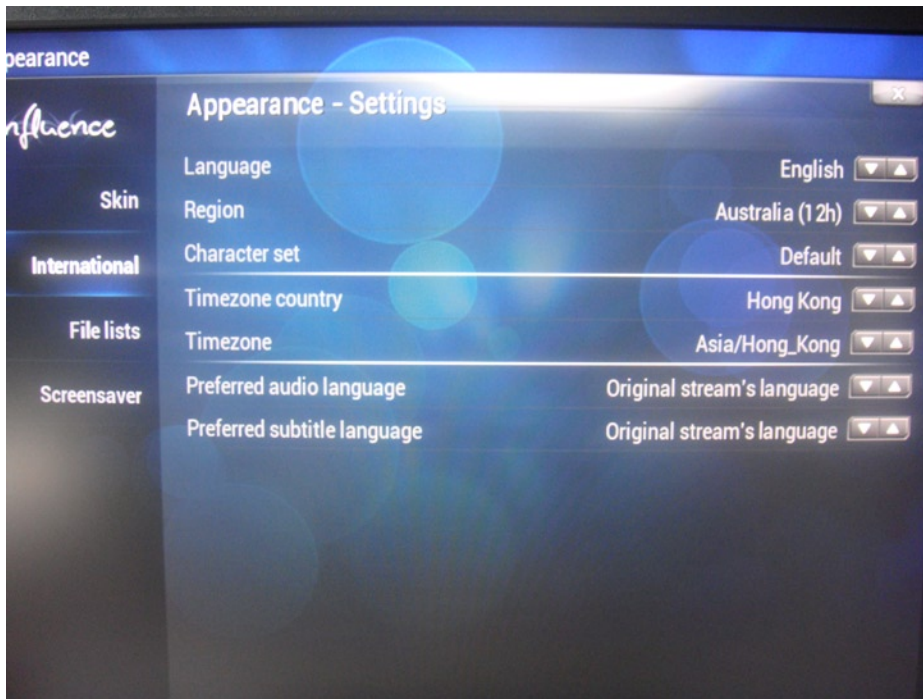 pearance
nfluence
Appearance - Settings
Skin
International
File lists
Screensaver
Language English
Region Australia (12h)
Character set Default
Timezone country Hong Kong
Timezone Asia/Hong_Kong
Preferred audio language Original stream's language
Preferred subtitle language Original stream's language